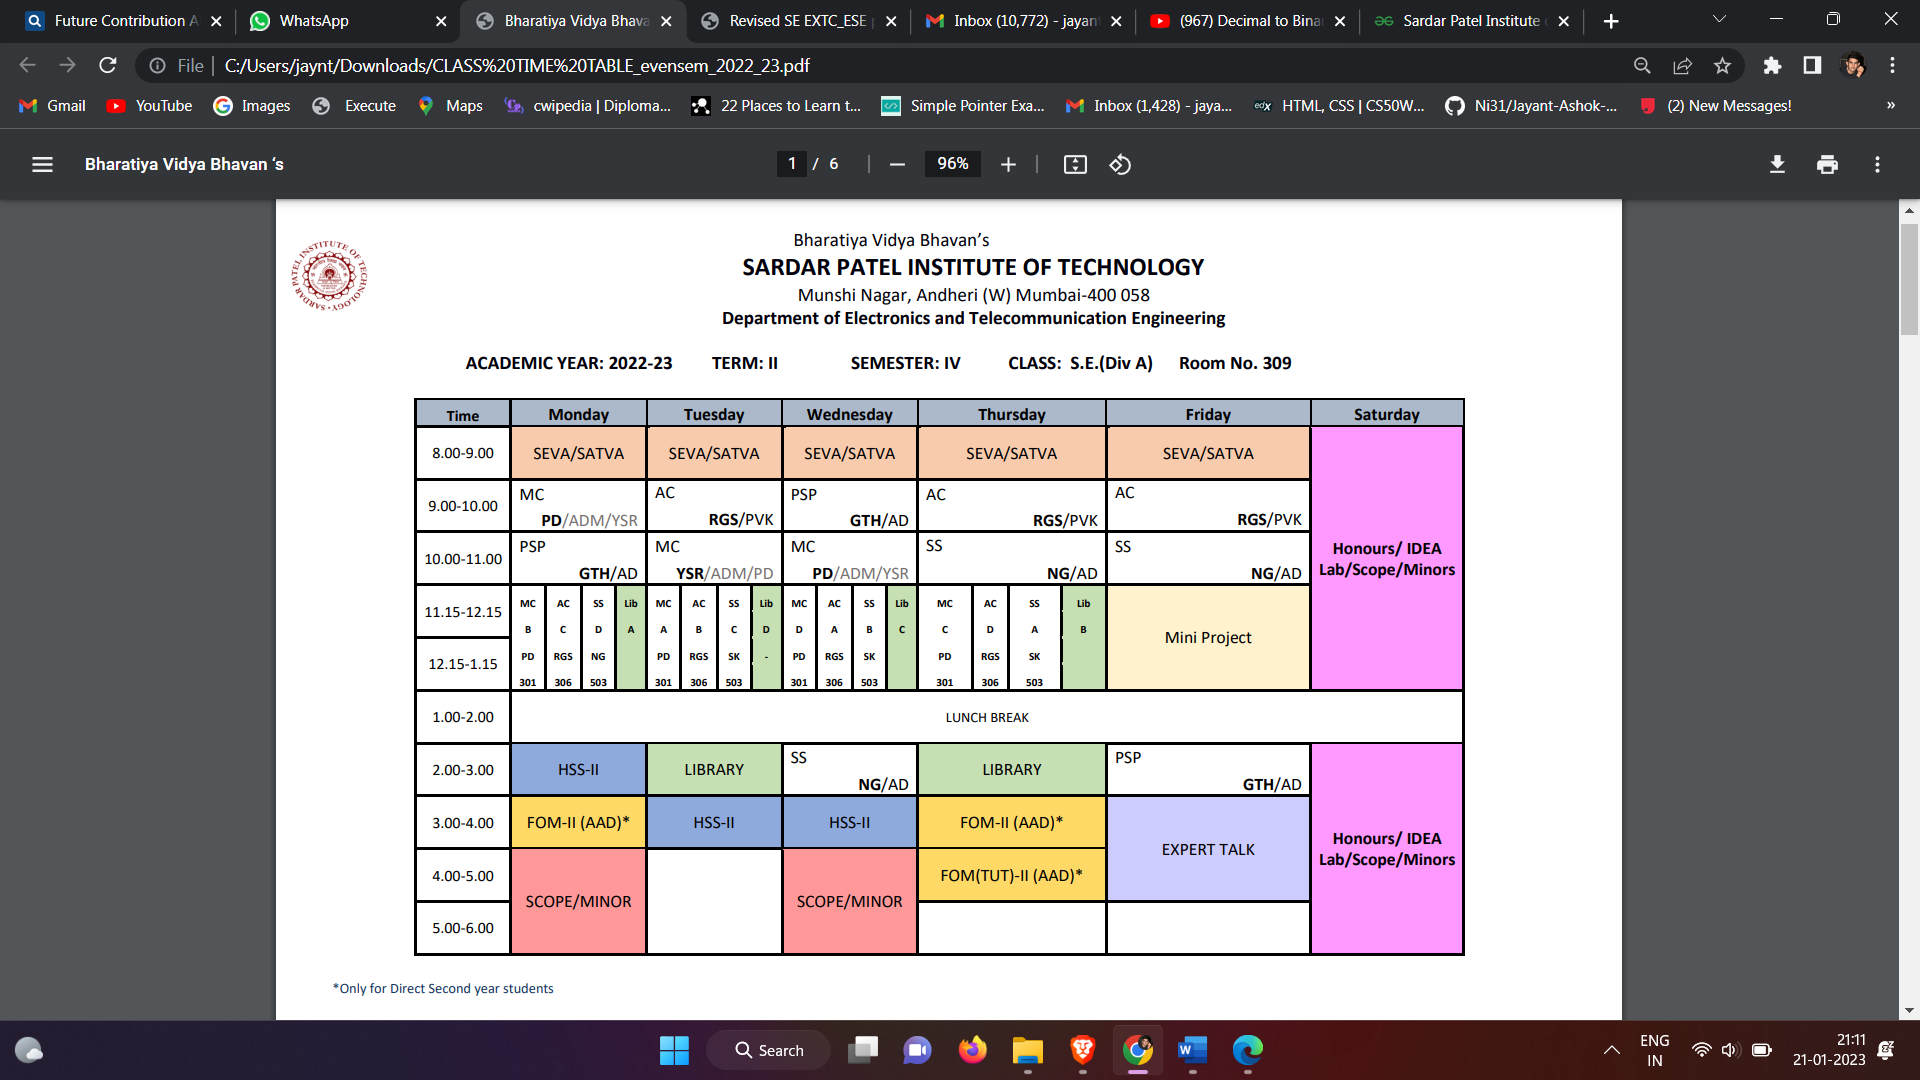 Future Contribution A
WhatsApp
Bharatiya Vidya Bhava
Revised SE EXTC_ESE
Inbox (10,772) - jayan
(967) Decimal to Bina
Sardar Patel Institute
File
C:/Users/jaynt/Downloads/CLASS%20TIME%20TABLE_evensem_2022_23.pdf
Gmail
YouTube
Images
Execute
Maps
cwipedia | Diploma...
22 Places to Learn t...
Simple Pointer Exa...
Inbox (1,428) - jaya...
edX HTML, CSS | CS50W...
Ni31/Jayant-Ashok-...
(2) New Messages!
»
Bharatiya Vidya Bhavan ‘s
1 / 6
96%
SARDAR PATEL INSTITUTE OF TECHNOLOGY
Bharatiya Vidya Bhavan’s
SARDAR PATEL INSTITUTE OF TECHNOLOGY
Munshi Nagar, Andheri (W) Mumbai-400 058
Department of Electronics and Telecommunication Engineering
ACADEMIC YEAR: 2022-23 TERM: II SEMESTER: IV CLASS: S.E.(Div A) Room No. 309
Time Monday Tuesday Wednesday Thursday Friday Saturday
8.00-9.00 SEVA/SATVA SEVA/SATVA SEVA/SATVA SEVA/SATVA SEVA/SATVA
9.00-10.00
MC AC PSP AC AC
PD/ADM/YSR RGS/PVK GTH/AD RGS/PVK RGS/PVK
10.00-11.00
PSP MC MC SS SS
GTH/AD YSR/ADM/PD PD/ADM/YSR NG/AD NG/AD
Honours/ IDEA
Lab/Scope/Minors
11.15-12.15
MC AC SS Lib MC AC SS Lib MC AC SS Lib MC AC SS Lib
B C D A A B C D D A B C C D A B
Mini Project
12.15-1.15
PD RGS NG PD RGS SK - PD RGS SK PD RGS SK
301 306 503 301 306 503 301 306 503 301 306 503
1.00-2.00 LUNCH BREAK
2.00-3.00 HSS-II LIBRARY SS NG/AD LIBRARY PSP GTH/AD
3.00-4.00 FOM-II (AAD)* HSS-II HSS-II FOM-II (AAD)*
EXPERT TALK
Honours/ IDEA
Lab/Scope/Minors
4.00-5.00 FOM(TUT)-II (AAD)*
SCOPE/MINOR SCOPE/MINOR
5.00-6.00
*Only for Direct Second year students
Search
ENG
IN
21:11
21-01-2023